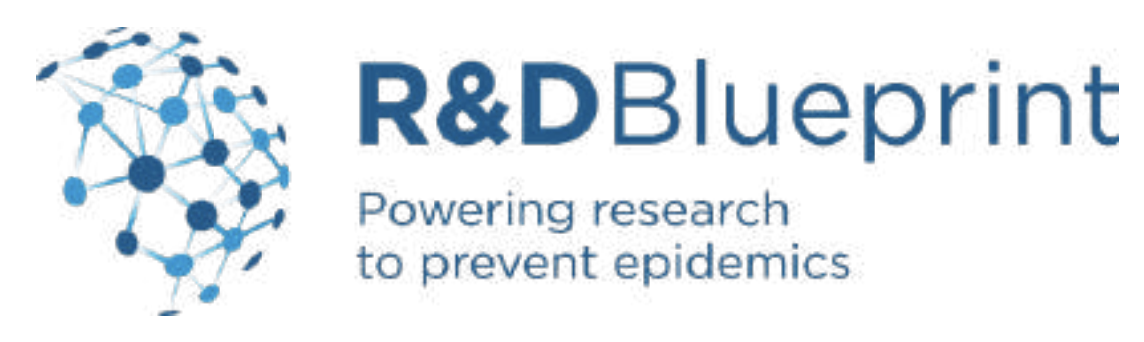 R&DBlueprint
Powering research
to prevent epidemics